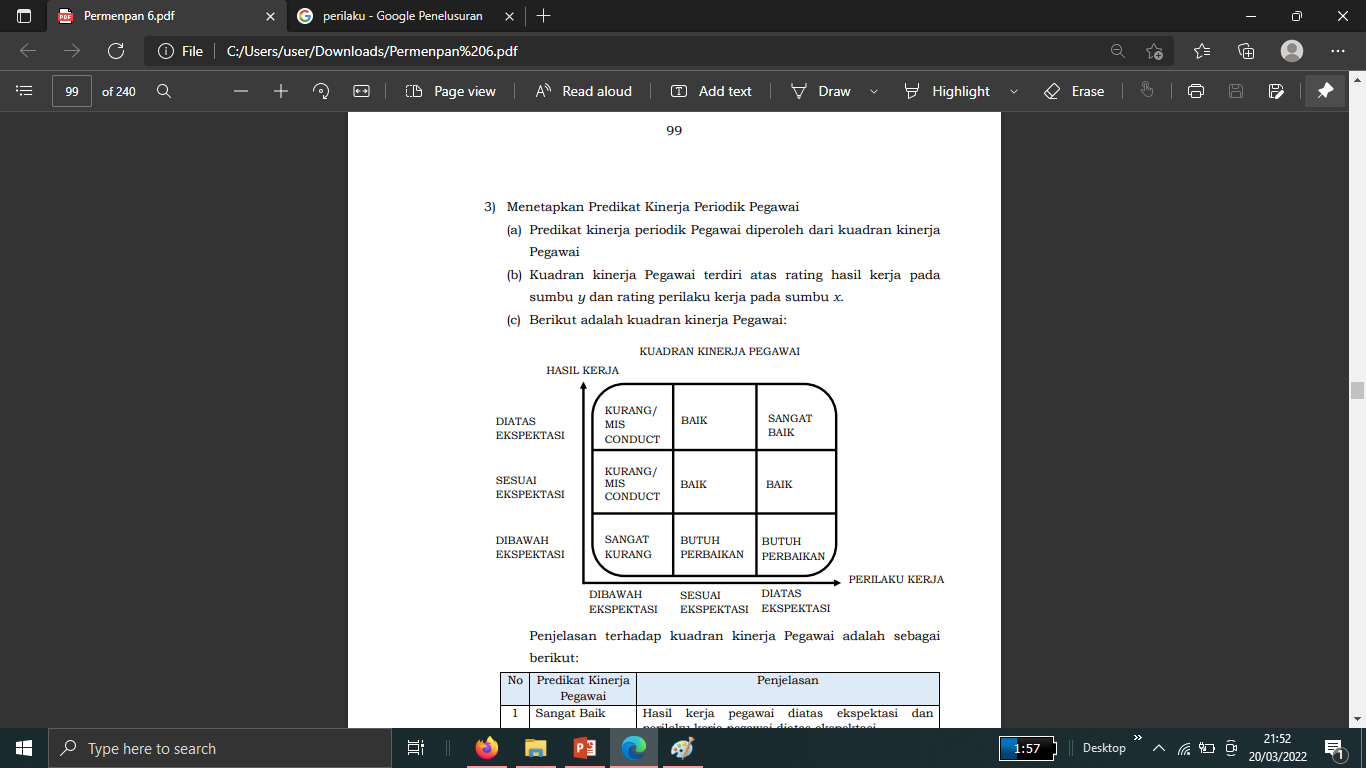 Permenpan 6.pdf
perilaku - Google Penelusuran
File
C:/Users/user/Downloads/Permenpan%206.pdf
99
of 240
Page view
Read aloud
Add text
Draw
Highlight
Erase
99
3) Menetapkan Predikat Kinerja Periodik Pegawai
(a) Predikat kinerja periodik Pegawai diperoleh dari kuadran kinerja
Pegawai
(b) Kuadran kinerja Pegawai terdiri atas rating hasil kerja pada
sumbu y dan rating perilaku kerja pada sumbu x.
(c) Berikut adalah kuadran kinerja Pegawai:
KUADRAN KINERJA PEGAWAI
HASIL KERJA
DIATAS
EKSPEKTASI
KURANG/
MIS
CONDUCT
BAIK
SANGAT
BAIK
SESUAI
EKSPEKTASI
KURANG/
MIS
CONDUCT
BAIK
BAIK
DIBAWAH
EKSPEKTASI
SANGAT
KURANG
BUTUH
PERBAIKAN
BUTUH
PERBAIKAN
PERILAKU KERJA
DIBAWAH
EKSPEKTASI
SESUAI
EKSPEKTASI
DIATAS
EKSPEKTASI
Penjelasan terhadap kuadran kinerja Pegawai adalah sebagai
berikut:
No
Predikat Kinerja
Pegawai
Penjelasan
1
Sangat Baik
Hasil kerja pegawai diatas ekspektasi dan
perilaku kerja pegawai diatas ekspektasi
Type here to search
1:57
Desktop
21:52
20/03/2022
1